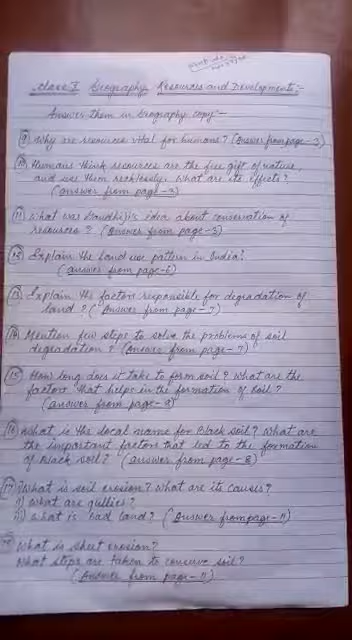 Class X Geography Resources and Development:-
Answer them in Geography copy:-
9) Why are resources vital for humans? (Answer from page-3)
10) Humans think resources are the free gift of nature,
and use them recklessly. What are its effects?
(answer from page-3)
11) What was Gandhiji's idea about conservation of
resources? (Answer from page-3)
12) Explain the land use pattern in India?
(answer from page-6)
13) Explain the factors responsible for degradation of
land? (Answer from page-7)
14) Mention few steps to solve the problems of soil
degradation? (Answer from page-7)
15) How long does it take to form soil? What are the
factors that helps in the formation of soil?
(answer from page-8)
16) What is the local name for Black soil? What are
the important factors that led to the formation
of black soil? (answer from page-8)
17) What is soil erosion? What are its causes?
i) What are gullies?
ii) What is bad land? (Answer from page-11)
What is sheet erosion?
What steps are taken to conserve soil?
(Answer from page-11)